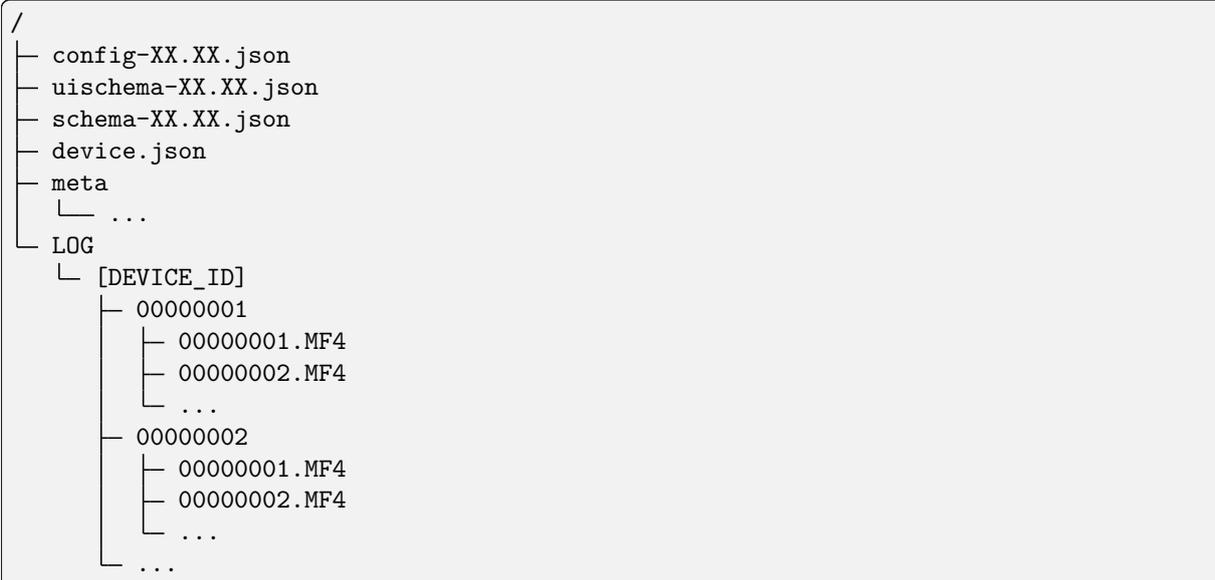 /
├─ config-XX.XX.json
├─ uischema-XX.XX.json
├─ schema-XX.XX.json
├─ device.json
├─ meta
│  └── ...
└─ LOG
   └─ [DEVICE_ID]
      ├─ 00000001
      │  ├─ 00000001.MF4
      │  ├─ 00000002.MF4
      │  └─ ...
      ├─ 00000002
      │  ├─ 00000001.MF4
      │  ├─ 00000002.MF4
      │  └─ ...
      └─ ...